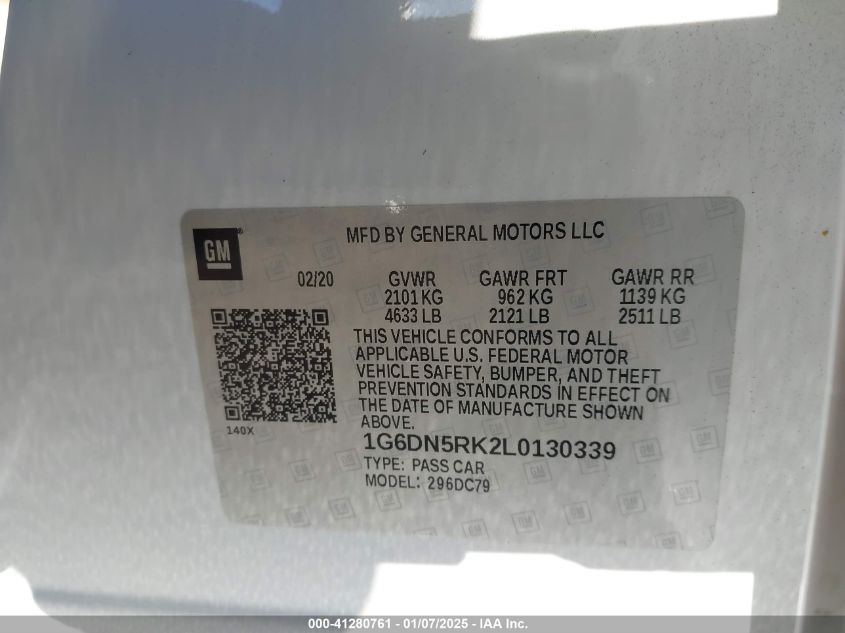 GM
MFD BY GENERAL MOTORS LLC
02/20 GVWR GAWR FRT GAWR RR
2101 KG 962 KG 1139 KG
4633 LB 2121 LB 2511 LB
THIS VEHICLE CONFORMS TO ALL
APPLICABLE U.S. FEDERAL MOTOR
VEHICLE SAFETY, BUMPER, AND THEFT
PREVENTION STANDARDS IN EFFECT ON
THE DATE OF MANUFACTURE SHOWN
ABOVE.
140X
1G6DN5RK2L0130339
TYPE: PASS CAR
MODEL: 296DC79
000-41280761 - 01/07/2025 - IAA Inc.